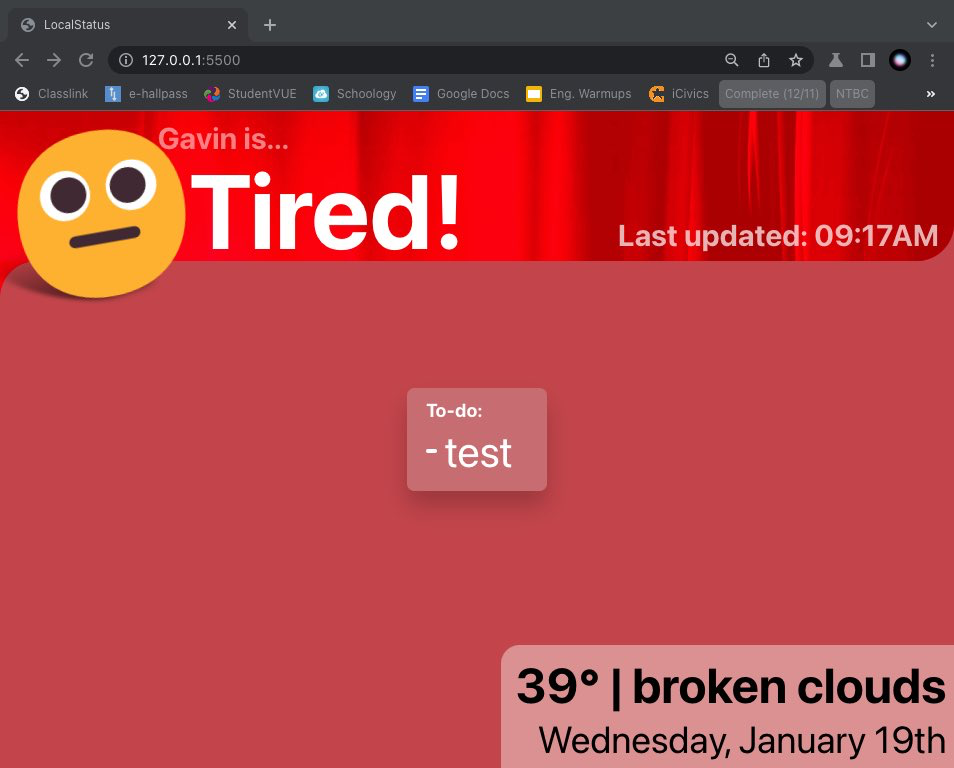 LocalStatus
127.0.0.1:5500
Classlink e-hallpass StudentVUE Schoology Google Docs Eng. Warmups iCivics Complete (12/11) NTBC »
Gavin is...
Tired!
Last updated: 09:17AM
To-do:
- test
39° | broken clouds
Wednesday, January 19th